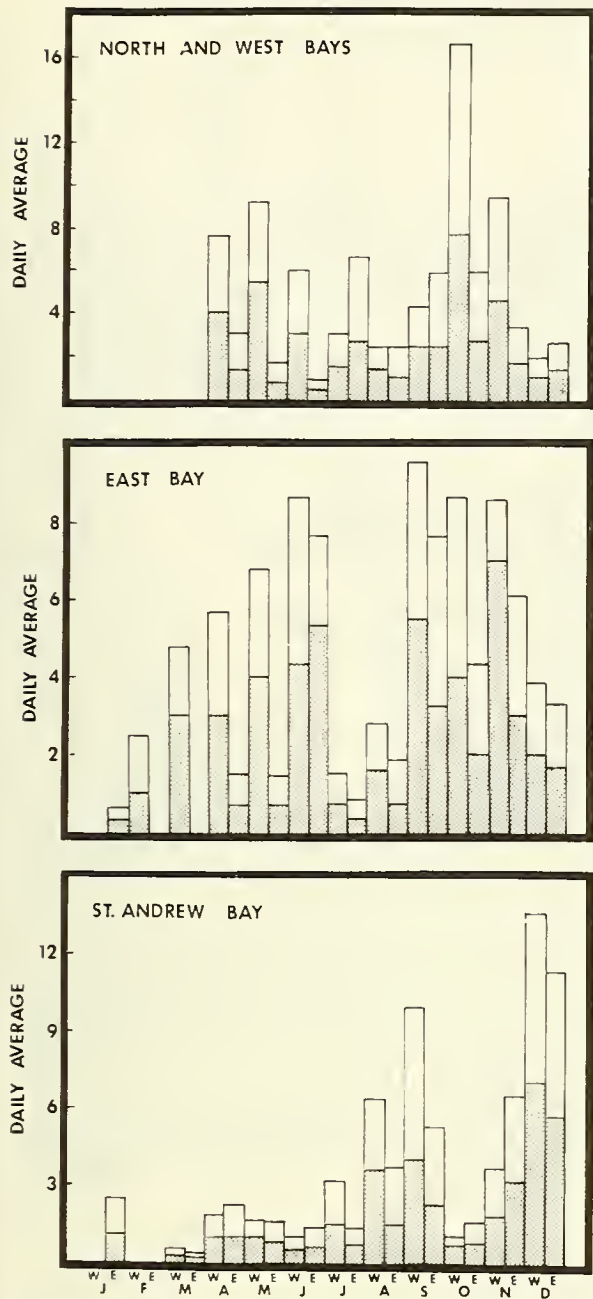 NORTH AND WEST BAYS
16
12
8
4
DAILY AVERAGE
EAST BAY
8
6
4
2
DAILY AVERAGE
ST. ANDREW BAY
12
9
6
3
DAILY AVERAGE
W E W E W E W E W E W E W E W E W E W E W E W E
J F M A M J J A S O N D